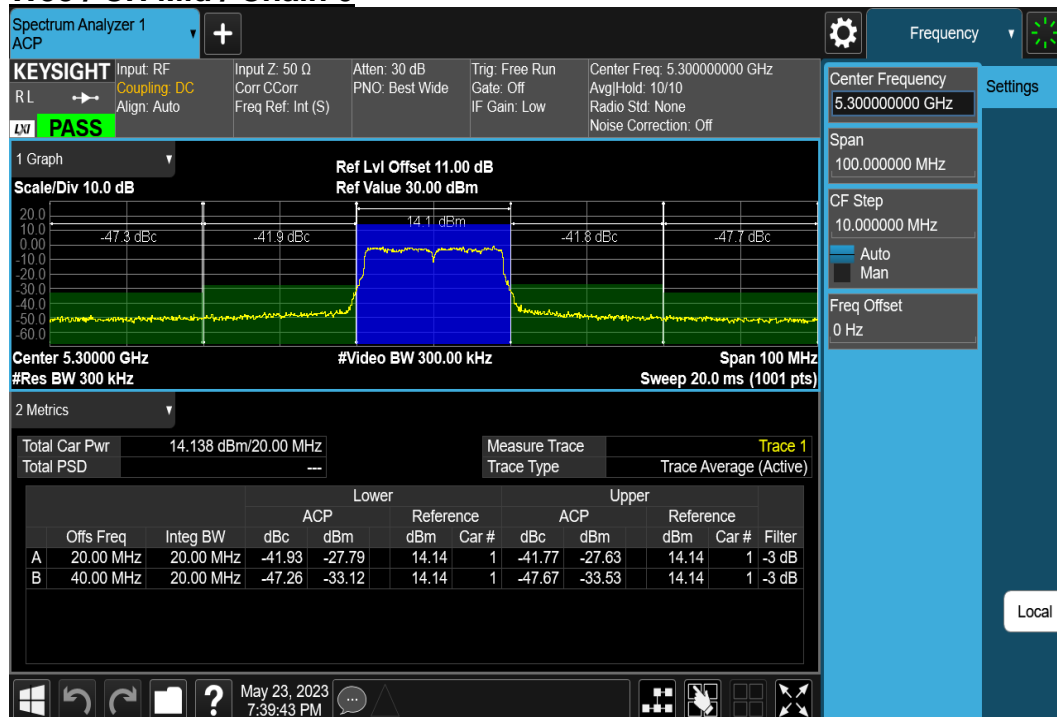 Spectrum Analyzer 1
ACP
+
Frequency
KEYSIGHT
RL
LXI PASS
Input: RF
Coupling: DC
Align: Auto
Input Z: 50 Ω
Corr CCorr
Freq Ref: Int (S)
Atten: 30 dB
PNO: Best Wide
Trig: Free Run
Gate: Off
IF Gain: Low
Center Freq: 5.300000000 GHz
Avg|Hold: 10/10
Radio Std: None
Noise Correction: Off
Center Frequency
5.300000000 GHz
Settings
Span
100.000000 MHz
CF Step
10.000000 MHz
Auto
Man
Freq Offset
0 Hz
1 Graph
Scale/Div 10.0 dB
Ref Lvl Offset 11.00 dB
Ref Value 30.00 dBm
20.0
10.0
0.00
-10.0
-20.0
-30.0
-40.0
-50.0
-60.0
-47.3 dBc -41.9 dBc 14.1 dBm -41.8 dBc -47.7 dBc
Center 5.30000 GHz #Video BW 300.00 kHz Span 100 MHz
#Res BW 300 kHz Sweep 20.0 ms (1001 pts)
2 Metrics
Total Car Pwr 14.138 dBm/20.00 MHz Measure Trace Trace 1
Total PSD --- Trace Type Trace Average (Active)
Lower Upper
ACP Reference ACP Reference
Offs Freq Integ BW dBc dBm dBm Car # dBc dBm dBm Car # Filter
A 20.00 MHz 20.00 MHz -41.93 -27.79 14.14 1 -41.77 -27.63 14.14 1 -3 dB
B 40.00 MHz 20.00 MHz -47.26 -33.12 14.14 1 -47.67 -33.53 14.14 1 -3 dB
Local
? May 23, 2023
7:39:43 PM